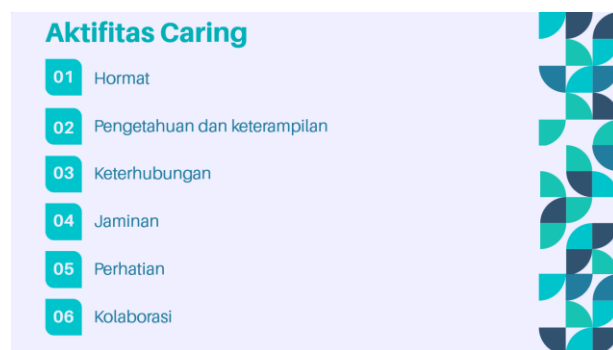 Aktifitas Caring
01 Hormat
02 Pengetahuan dan keterampilan
03 Keterhubungan
04 Jaminan
05 Perhatian
06 Kolaborasi